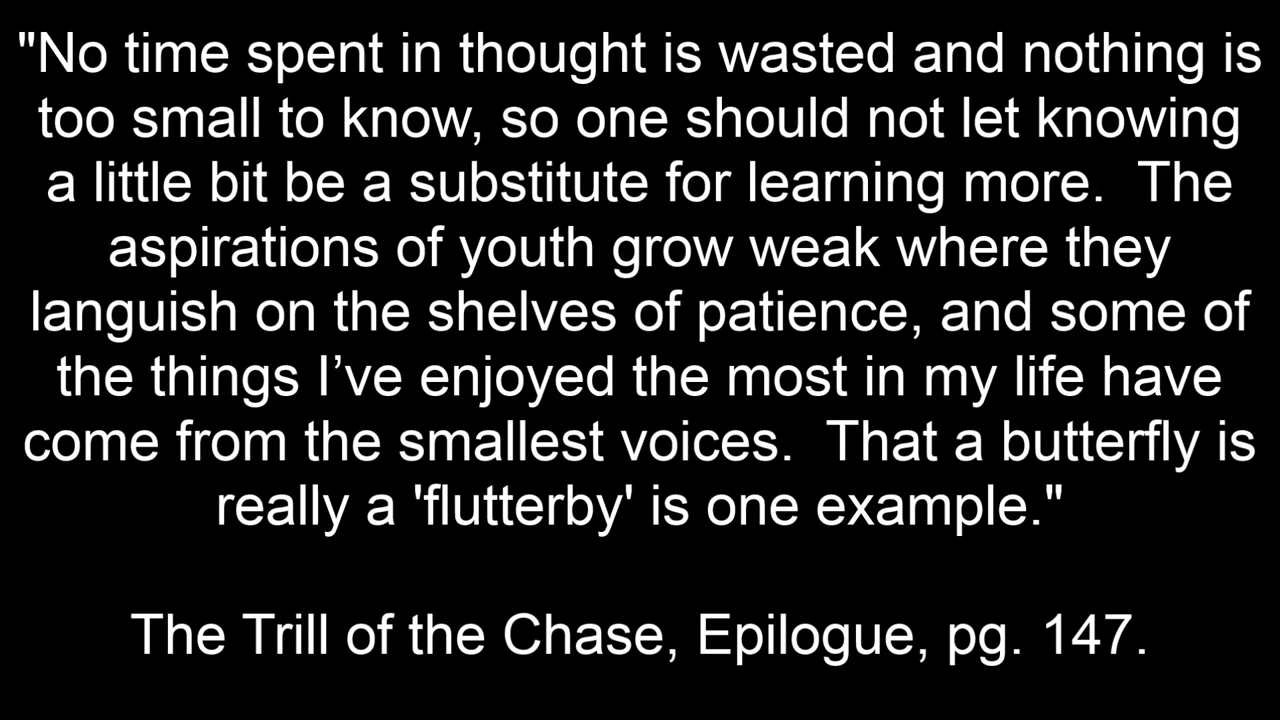 "No time spent in thought is wasted and nothing is
too small to know, so one should not let knowing
a little bit be a substitute for learning more.  The
aspirations of youth grow weak where they
languish on the shelves of patience, and some of
the things I’ve enjoyed the most in my life have
come from the smallest voices.  That a butterfly is
really a 'flutterby' is one example."
The Trill of the Chase, Epilogue, pg. 147.